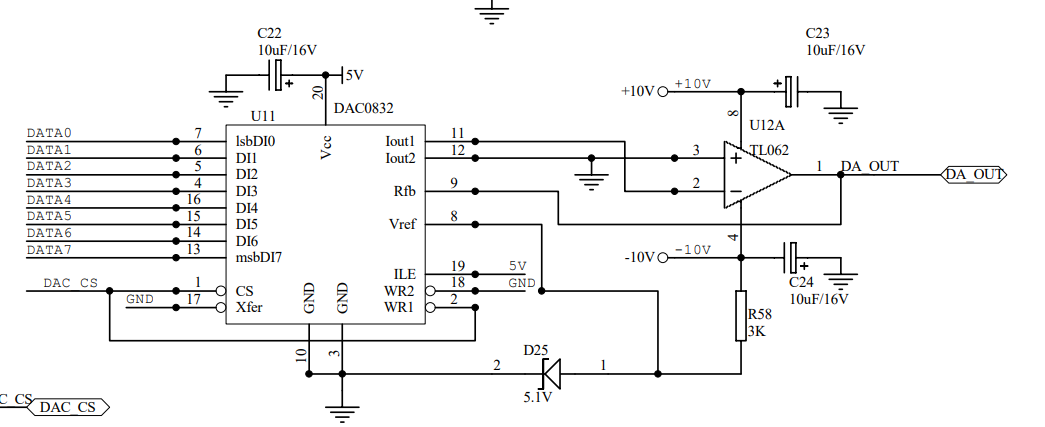 C22
10uF/16V
5V
20
DAC0832
U11
Vcc
C23
10uF/16V
+10V
+10V
8
U12A
TL062
DATA0
7
lsbDI0
DATA1
6
DI1
DATA2
5
DI2
DATA3
4
DI3
DATA4
16
DI4
DATA5
15
DI5
DATA6
14
DI6
DATA7
13
msbDI7
Iout1
11
Iout2
12
Rfb
9
Vref
8
3
+
2
−
1
DA_OUT
DA_OUT
4
-10V
-10V
C24
10uF/16V
ILE
19
5V
WR2
18
GND
WR1
2
DAC CS
1
CS
GND
17
Xfer
GND
GND
10
3
R58
3K
D25
2
1
5.1V
C_CS
DAC_CS